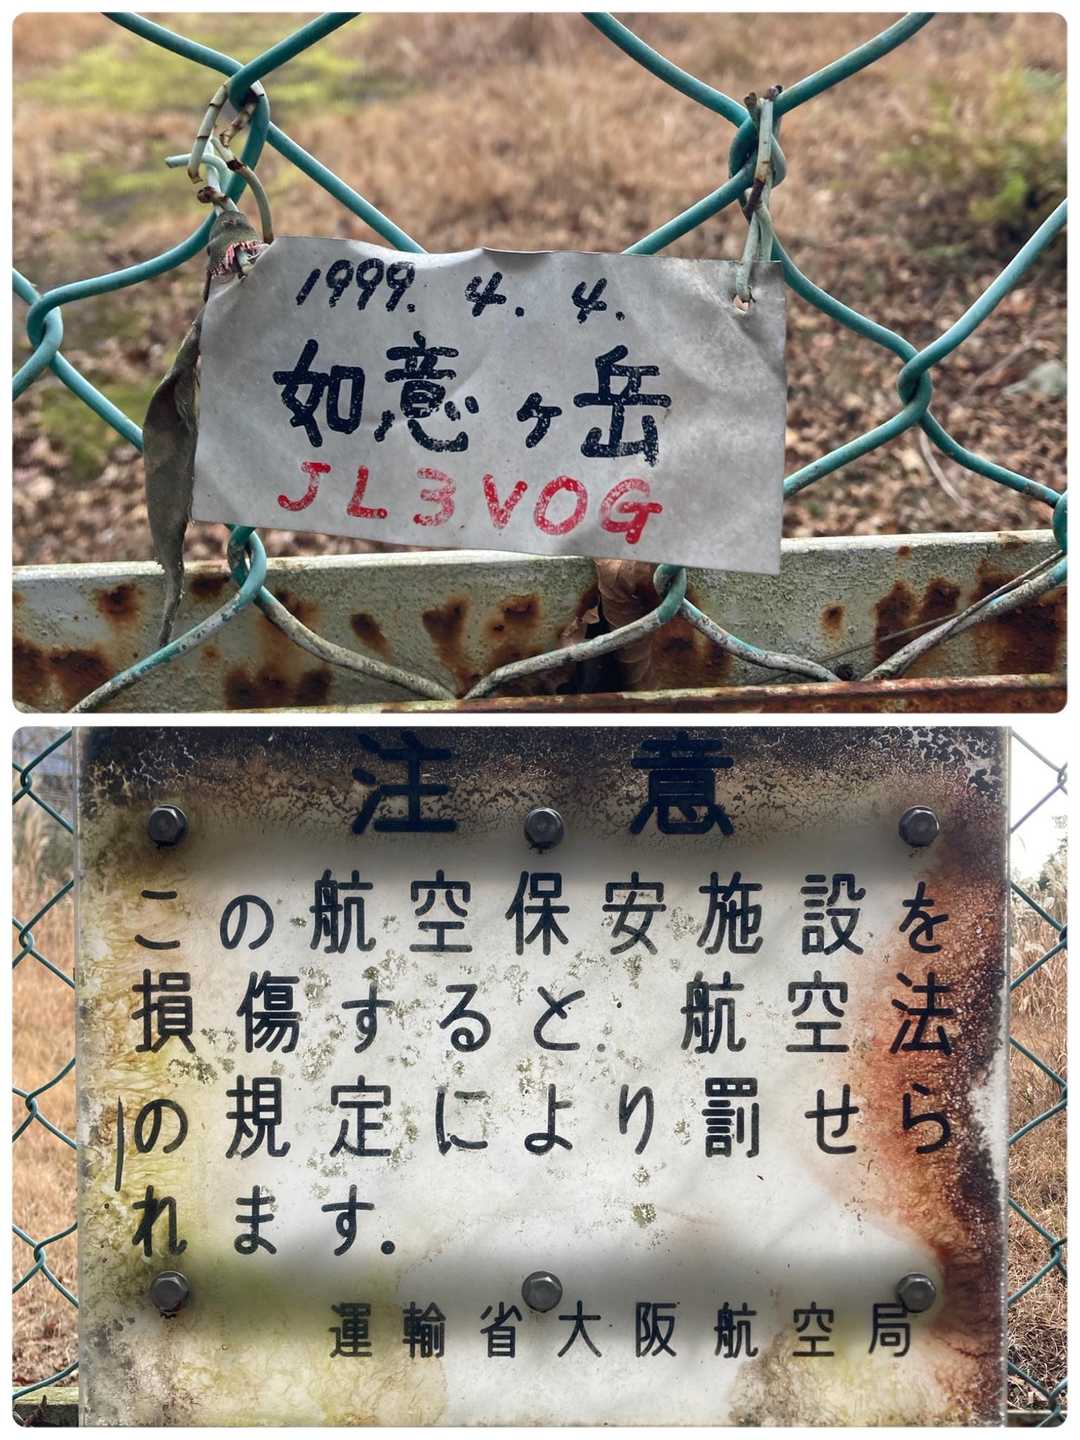 1999. 4. 4.
如意ヶ岳
JL3VOG
注意
この航空保安施設を
損傷すると 航空法
の規定により罰せら
れます.
運輸省大阪航空局